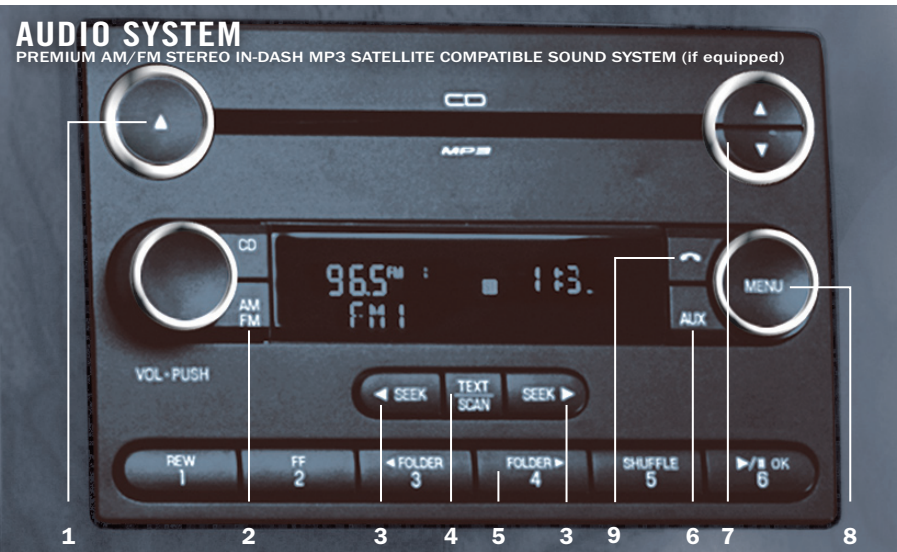 AUDIO SYSTEM
PREMIUM AM/FM STEREO IN-DASH MP3 SATELLITE COMPATIBLE SOUND SYSTEM (if equipped)
CD
MP3
CD
AM
FM
96.5 FM
FM1
AUX
MENU
VOL-PUSH
◀ SEEK
TEXT
SCAN
SEEK ▶
REW
1
FF
2
◀ FOLDER
3
FOLDER ▶
4
SHUFFLE
5
▶/⏸ OK
6
1 2 3 4 5 3 9 6 7 8